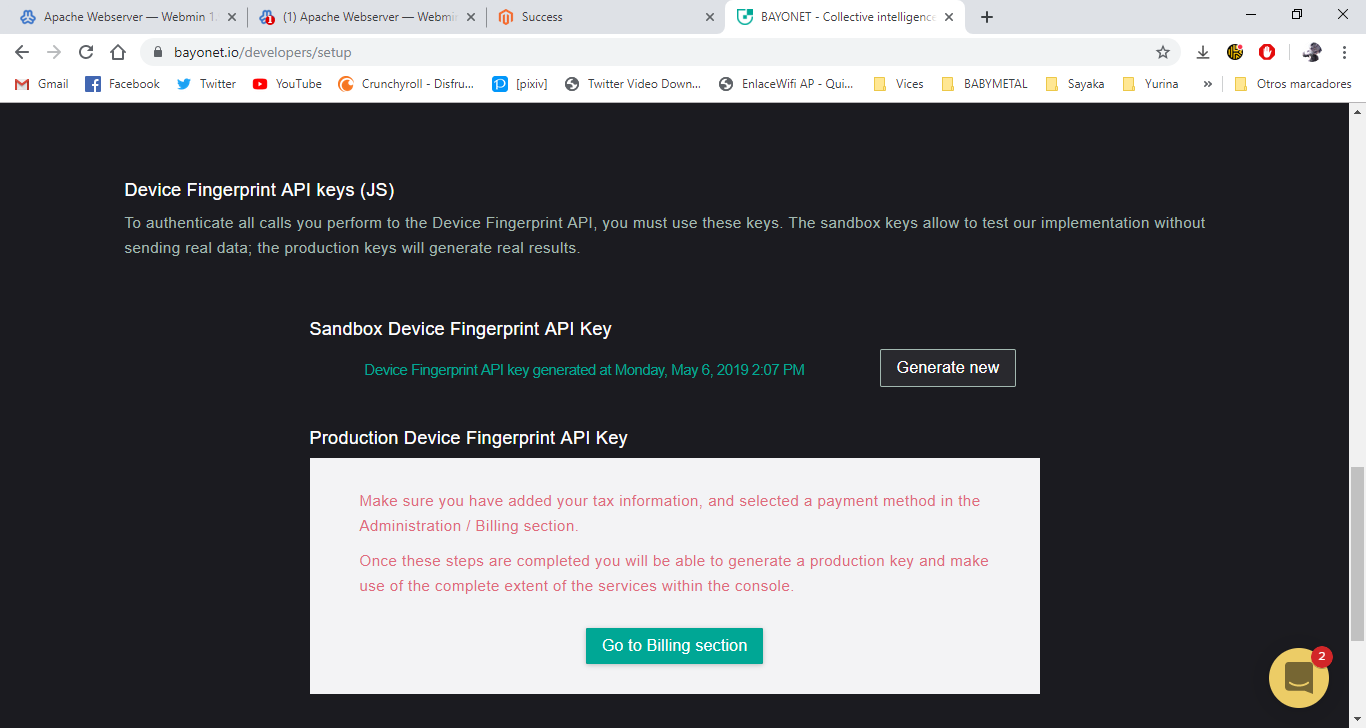 Apache Webserver — Webmin 1.
(1) Apache Webserver — Webmin
Success
BAYONET - Collective intelligence
bayonet.io/developers/setup
Gmail
Facebook
Twitter
YouTube
Crunchyroll - Disfru...
[pixiv]
Twitter Video Down...
EnlaceWifi AP - Qui...
Vices
BABYMETAL
Sayaka
Yurina
»
Otros marcadores
Device Fingerprint API keys (JS)
To authenticate all calls you perform to the Device Fingerprint API, you must use these keys. The sandbox keys allow to test our implementation without
sending real data; the production keys will generate real results.
Sandbox Device Fingerprint API Key
Device Fingerprint API key generated at Monday, May 6, 2019 2:07 PM
Generate new
Production Device Fingerprint API Key
Make sure you have added your tax information, and selected a payment method in the
Administration / Billing section.
Once these steps are completed you will be able to generate a production key and make
use of the complete extent of the services within the console.
Go to Billing section
2